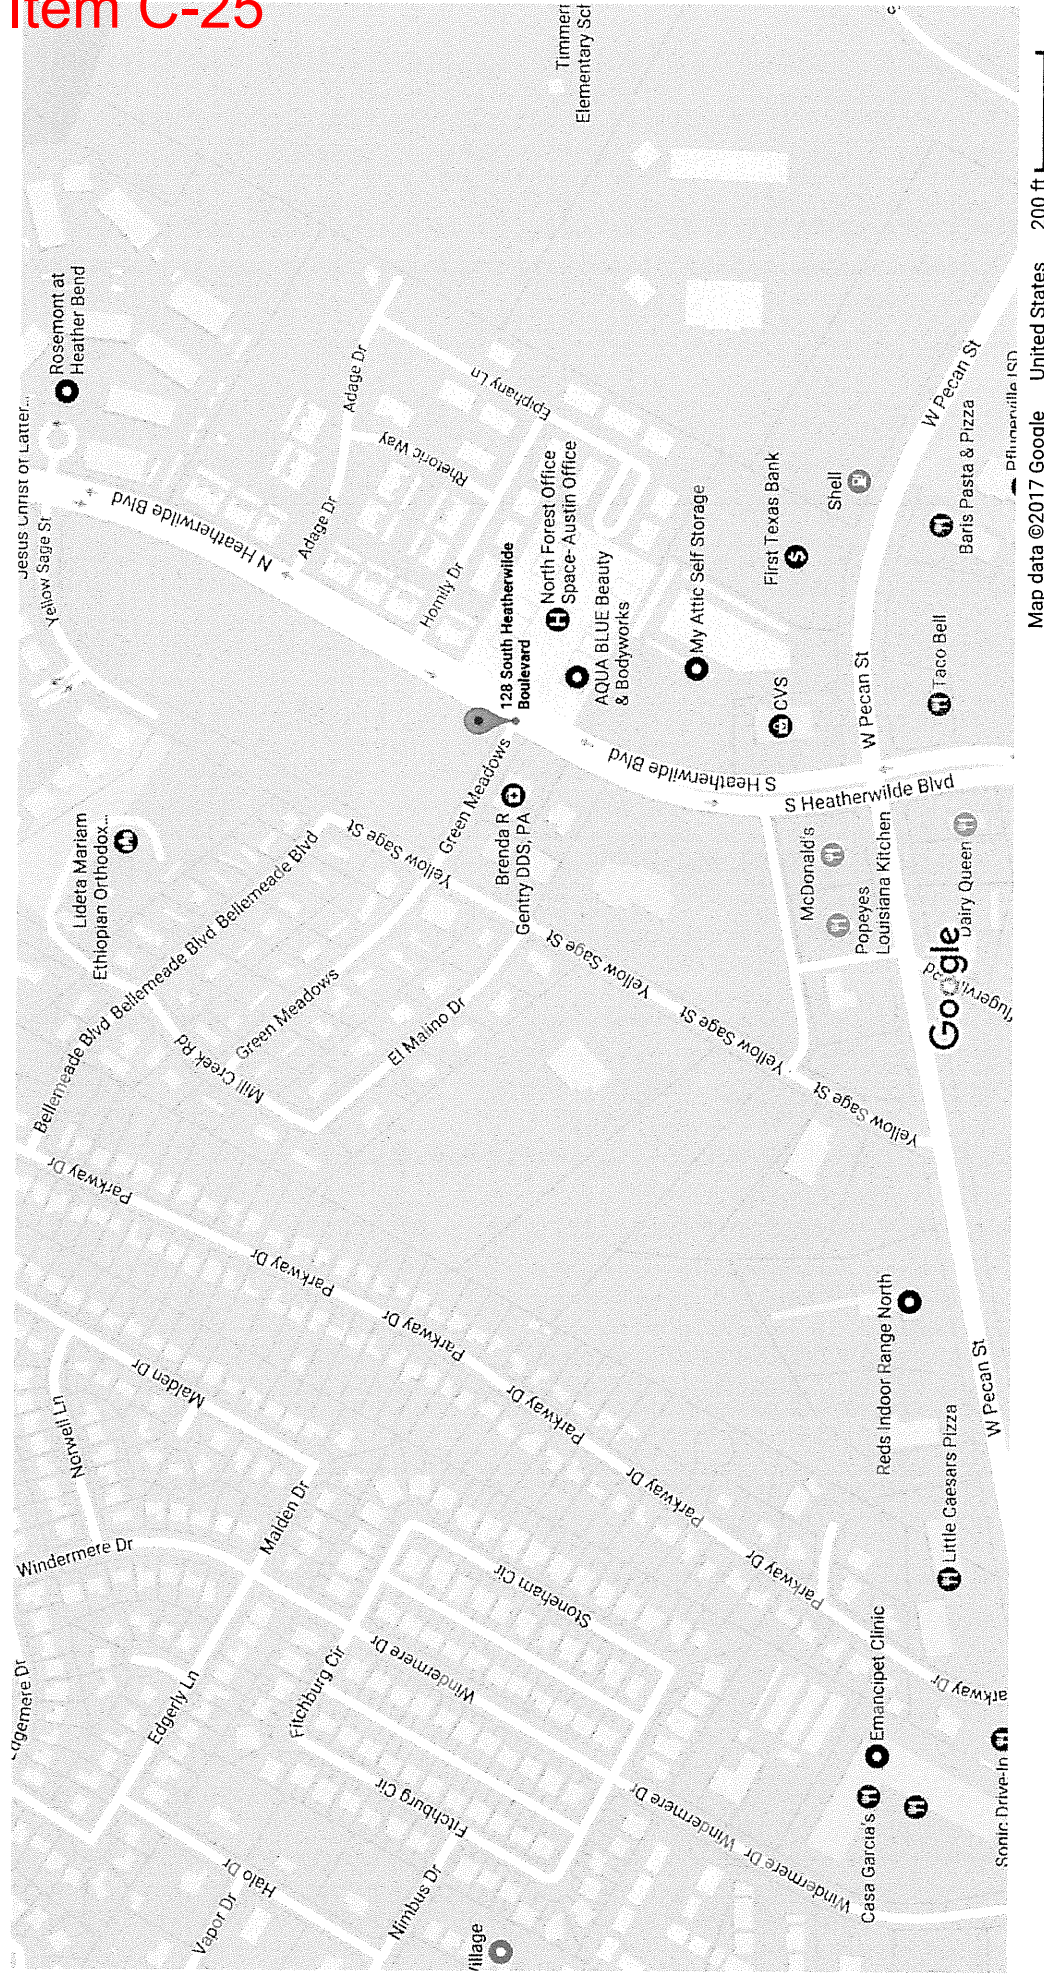 Item C-25
Jesus Christ of Latter...
Rosemont at
Heather Bend
Yellow Sage St
N Heatherwilde Blvd
Adage Dr
Adage Dr
Rhetoric Way
Epiphany Ln
Homily Dr
Elementary Sch
128 South Heatherwilde
Boulevard
North Forest Office
Space- Austin Office
AQUA BLUE Beauty
& Bodyworks
My Attic Self Storage
First Texas Bank
Shell
CVS
W Pecan St
W Pecan St
Baris Pasta & Pizza
Taco Bell
Pflugerville ISD
S Heatherwilde Blvd
S Heatherwilde Blvd
Lideta Mariam
Ethiopian Orthodox...
Bellemeade Blvd
Bellemeade Blvd
Bellemeade Blvd
Yellow Sage St
Green Meadows
Yellow Sage St
Brenda R
Gentry DDS, PA
Green Meadows
Mill Creek Rd
El Malino Dr
Yellow Sage St
Yellow Sage St
Yellow Sage St
McDonald's
Popeyes
Louisiana Kitchen
Dairy Queen
Google
Parkway Dr
Parkway Dr
Parkway Dr
Parkway Dr
Parkway Dr
Parkway Dr
Malden Dr
Norwell Ln
Windermere Dr
Malden Dr
Edgerly Ln
Fitchburg Cir
Windermere Dr
Stoneham Cir
Fitchburg Cir
Halo Dr
Vapor Dr
Nimbus Dr
Village
Windermere Dr
Windermere Dr
Reds Indoor Range North
W Pecan St
Little Caesars Pizza
Emancipet Clinic
Casa Garcia's
Sonic Drive-In
Map data ©2017 Google United States 200 ft